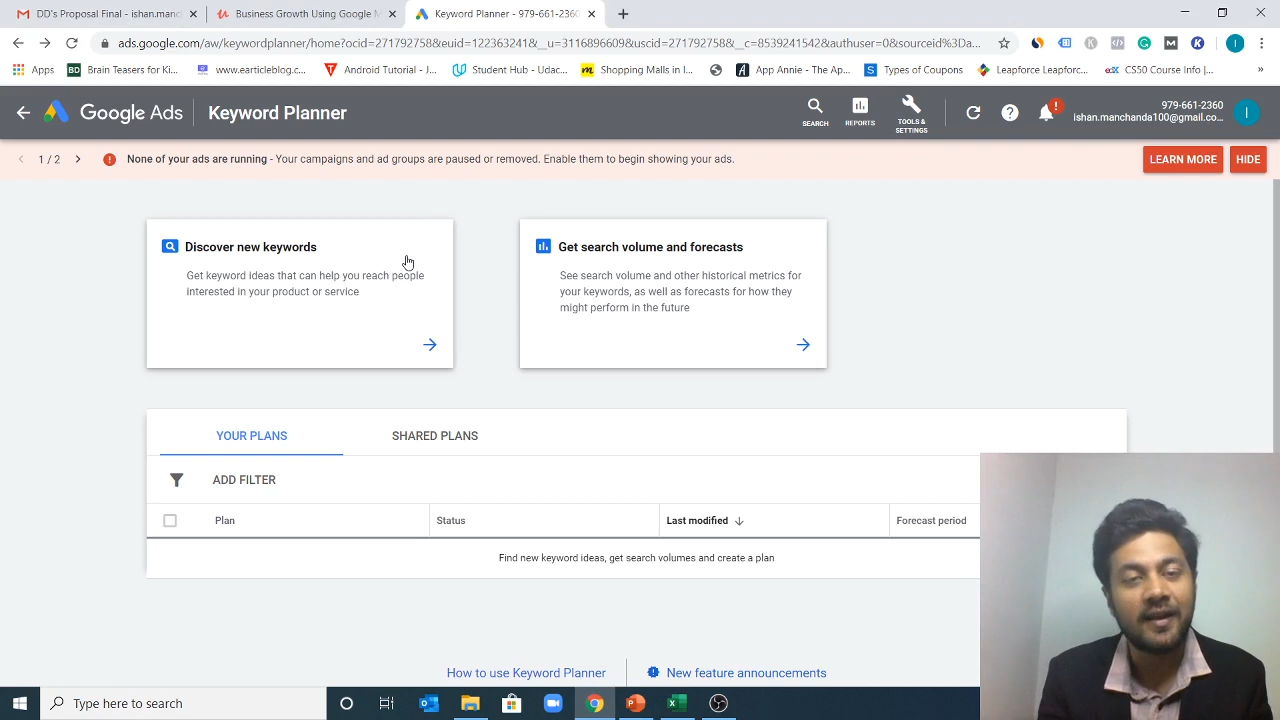 DD's Proposal Final - ishan.manc
Business Growth Using Google M
Keyword Planner - 979-661-2360
ads.google.com/aw/keywordplanner/home?ocid=271792758&euid=122363241&__u=3116896609&uscid=271792758&__c=8539241542&authuser=0&sourceid%3Da...
Apps
Brain Teasers for Ki...
www.earticleblog.c...
Android Tutorial - J...
Student Hub - Udac...
Shopping Malls in I...
App Annie - The Ap...
Types of Coupons
Leapforce Leapforc...
CS50 Course Info |...
»
Google Ads
Keyword Planner
SEARCH
REPORTS
TOOLS &
SETTINGS
979-661-2360
ishan.manchanda100@gmail.co...
I
1 / 2
None of your ads are running - Your campaigns and ad groups are paused or removed. Enable them to begin showing your ads.
LEARN MORE
HIDE
Discover new keywords
Get keyword ideas that can help you reach people
interested in your product or service
Get search volume and forecasts
See search volume and other historical metrics for
your keywords, as well as forecasts for how they
might perform in the future
YOUR PLANS
SHARED PLANS
ADD FILTER
Plan
Status
Last modified
Forecast period
Find new keyword ideas, get search volumes and create a plan
How to use Keyword Planner
New feature announcements
Type here to search